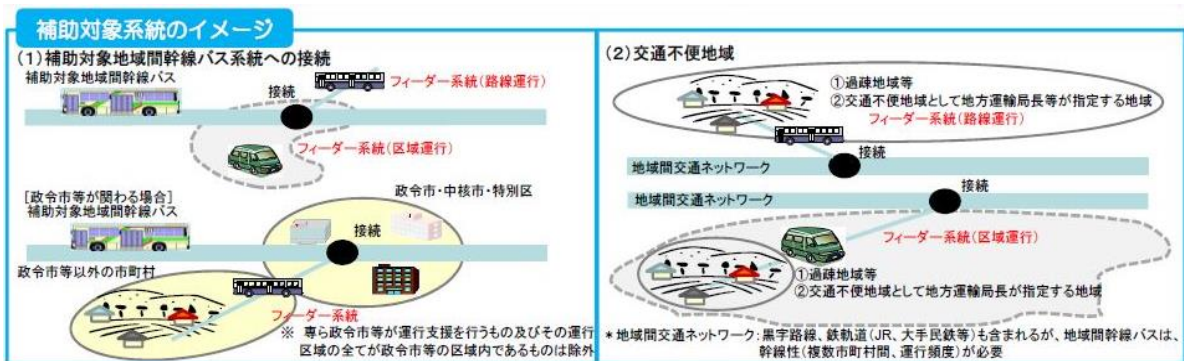 補助対象系統のイメージ
(1)補助対象地域間幹線バス系統への接続
補助対象地域間幹線バス
接続
フィーダー系統(路線運行)
フィーダー系統(区域運行)
[政令市等が関わる場合]
補助対象地域間幹線バス
政令市・中核市・特別区
接続
政令市等以外の市町村
フィーダー系統
※ 専ら政令市等が運行支援を行うもの及びその運行
区域の全てが政令市等の区域内であるものは除外
(2)交通不便地域
①過疎地域等
②交通不便地域として地方運輸局長等が指定する地域
フィーダー系統(路線運行)
接続
地域間交通ネットワーク
接続
地域間交通ネットワーク
フィーダー系統(区域運行)
①過疎地域等
②交通不便地域として地方運輸局長が指定する地域
*地域間交通ネットワーク:黒字路線、鉄軌道(JR、大手民鉄等)も含まれるが、地域間幹線バスは、
幹線性(複数市町村間、運行頻度)が必要